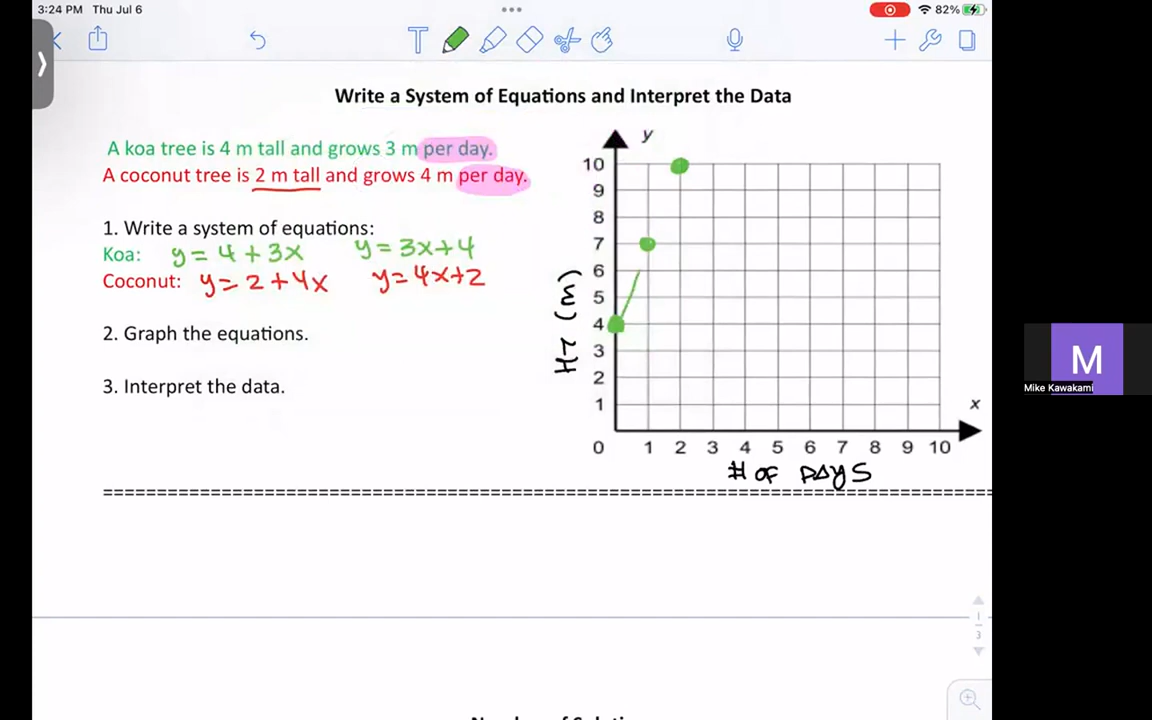 3:24 PM Thu Jul 6
82%
T
Write a System of Equations and Interpret the Data
A koa tree is 4 m tall and grows 3 m per day.
A coconut tree is 2 m tall and grows 4 m per day.
1. Write a system of equations:
Koa: y = 4 + 3x y = 3x + 4
Coconut: y = 2 + 4x y = 4x + 2
2. Graph the equations.
3. Interpret the data.
y
10
9
8
7
6
5
4
3
2
1
HT (m)
x
0 1 2 3 4 5 6 7 8 9 10
# OF DAYS
================================================================
1
3
M
Mike Kawakami